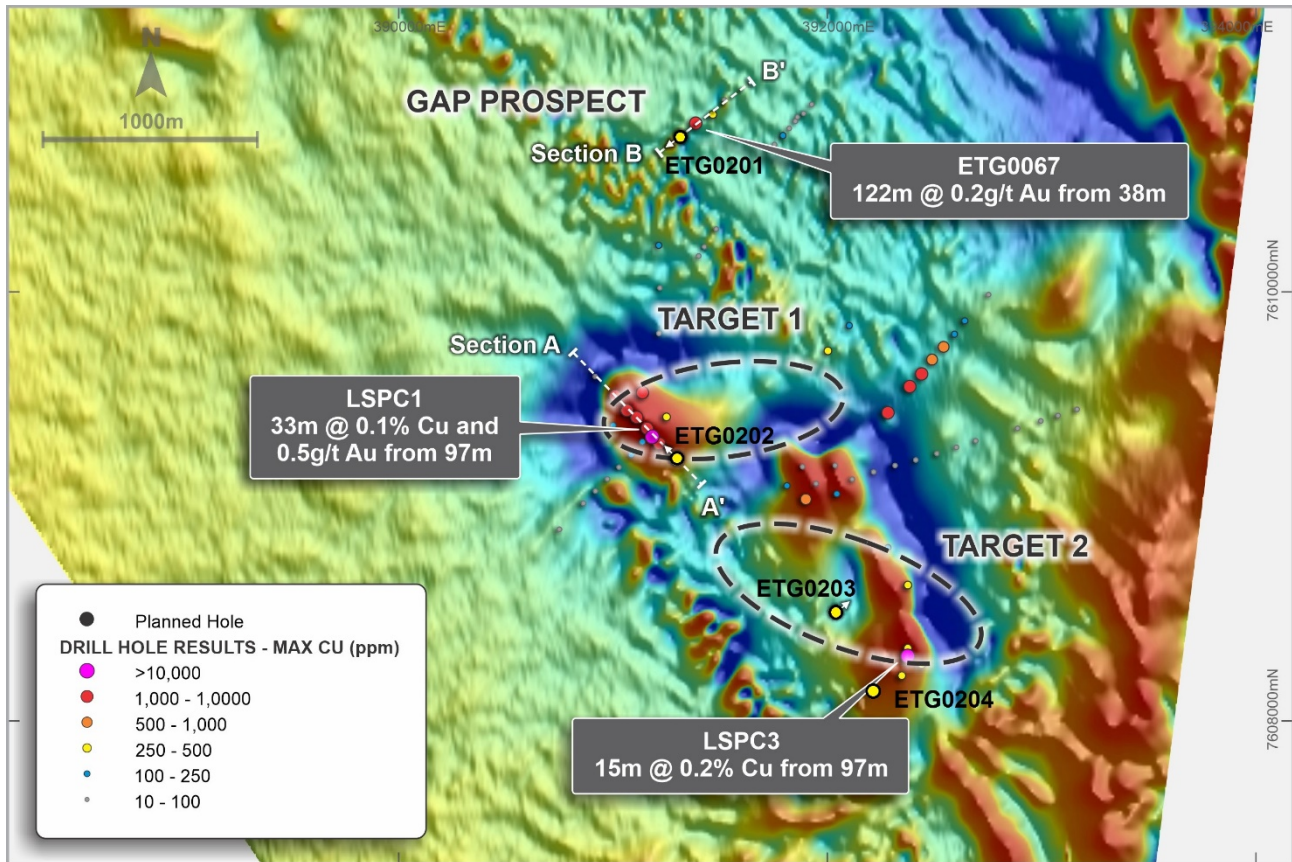 390000mE
392000mE
394000mE
N
1000m
GAP PROSPECT
B'
Section B
ETG0201
ETG0067
122m @ 0.2g/t Au from 38m
7610000mN
TARGET 1
Section A
LSPC1
33m @ 0.1% Cu and
0.5g/t Au from 97m
ETG0202
A'
TARGET 2
ETG0203
ETG0204
7608000mN
LSPC3
15m @ 0.2% Cu from 97m
Planned Hole
DRILL HOLE RESULTS - MAX CU (ppm)
>10,000
1,000 - 1,0000
500 - 1,000
250 - 500
100 - 250
10 - 100